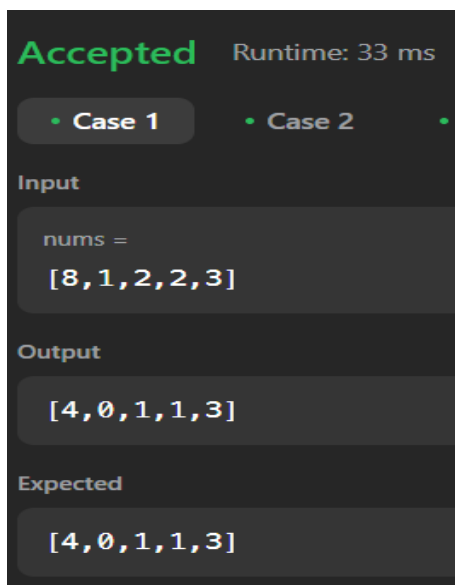 Accepted Runtime: 33 ms
• Case 1 • Case 2 •
Input
nums =
[8,1,2,2,3]
Output
[4,0,1,1,3]
Expected
[4,0,1,1,3]